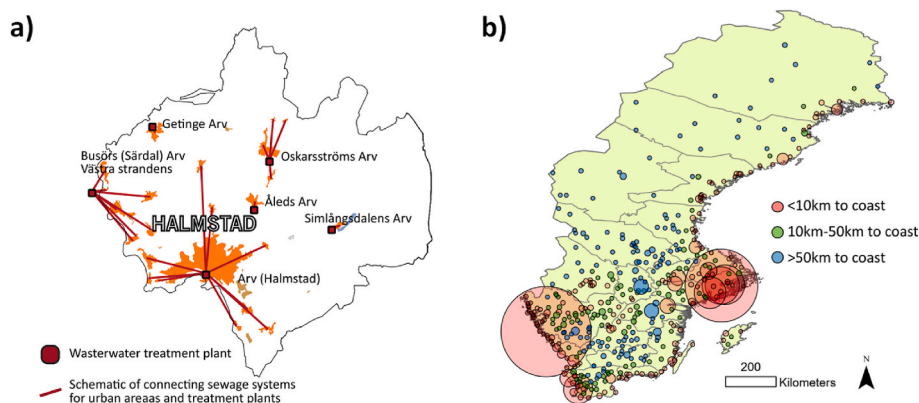 a)
Getinge Arv
Busörs (Särdal) Arv
Västra strandens
Oskarsströms Arv
Åleds Arv
HALMSTAD
Simlångsdalens Arv
Arv (Halmstad)
Wasterwater treatment plant
Schematic of connecting sewage systems
for urban areaas and treatment plants
b)
<10km to coast
10km-50km to coast
>50km to coast
200
Kilometers
N